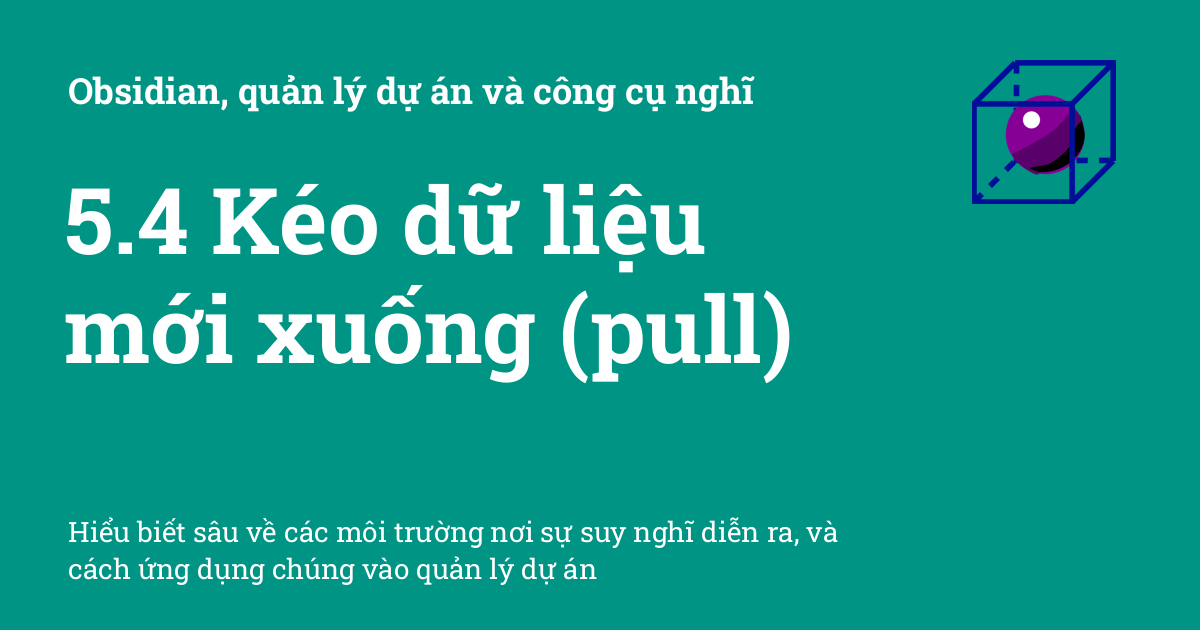 Obsidian, quản lý dự án và công cụ nghĩ
5.4 Kéo dữ liệu
mới xuống (pull)
Hiểu biết sâu về các môi trường nơi sự suy nghĩ diễn ra, và
cách ứng dụng chúng vào quản lý dự án